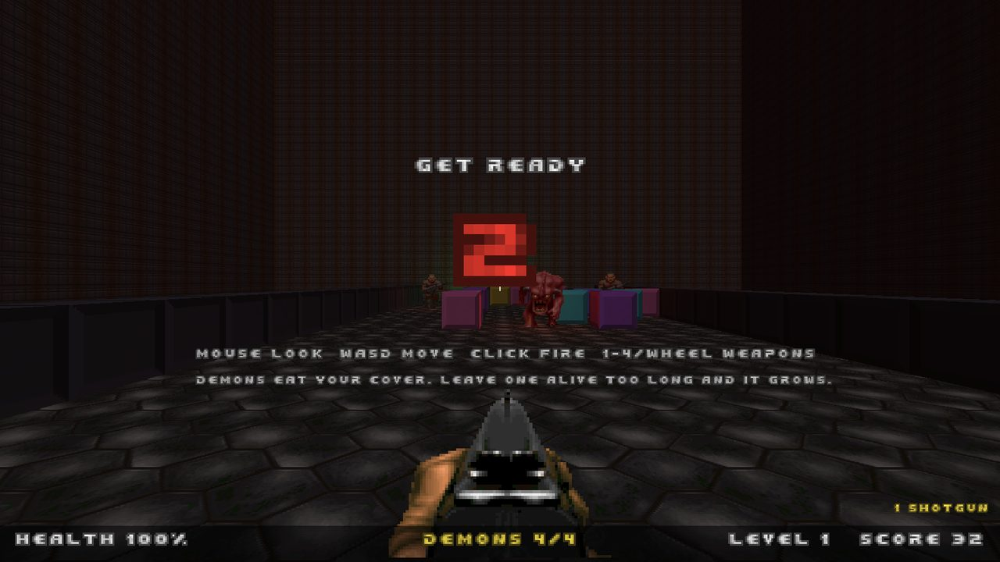 GET READY
2
MOUSE LOOK WASD MOVE CLICK FIRE 1-4/WHEEL WEAPONS
DEMONS EAT YOUR COVER. LEAVE ONE ALIVE TOO LONG AND IT GROWS.
1 SHOTGUN
HEALTH 100% DEMONS 4/4 LEVEL 1 SCORE 32